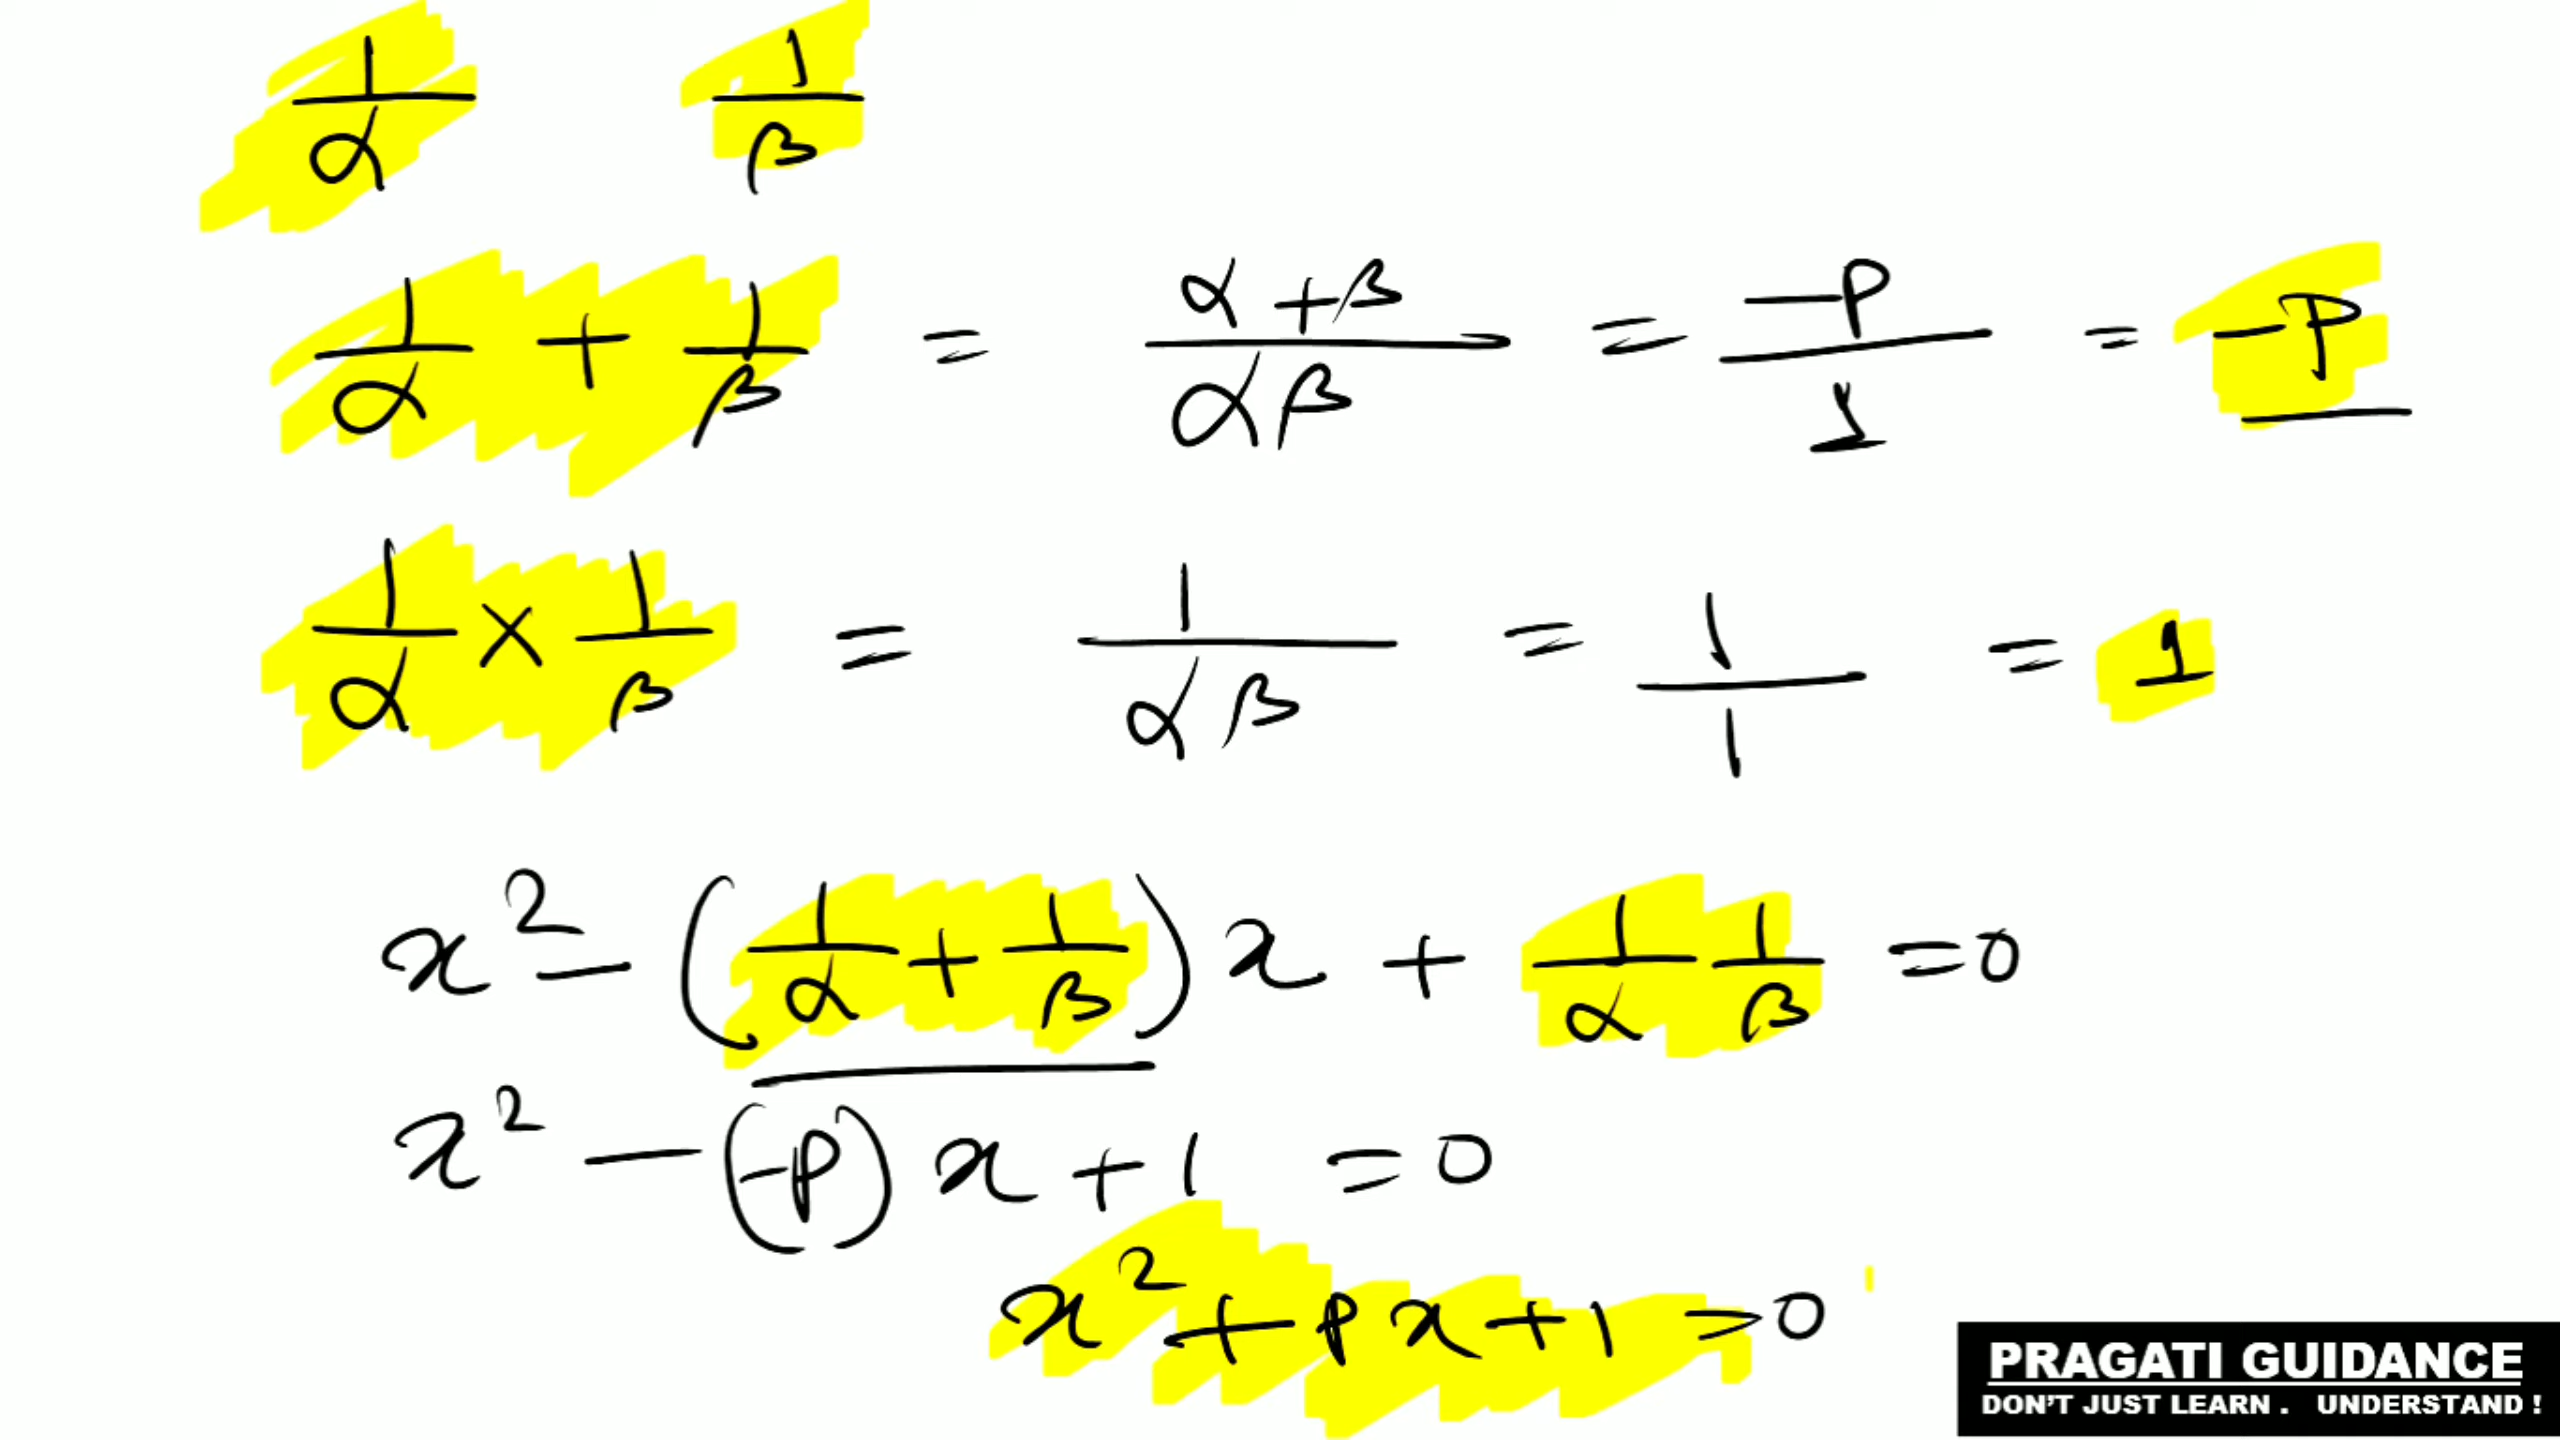 1/α 1/β
1/α + 1/β = α+β/αβ = -P/1 = -P
1/α × 1/β = 1/αβ = 1/1 = 1
x² - (1/α + 1/β) x + 1/α 1/β = 0
x² - (-P) x + 1 = 0
x² + Px + 1 = 0
PRAGATI GUIDANCE
DON'T JUST LEARN . UNDERSTAND !